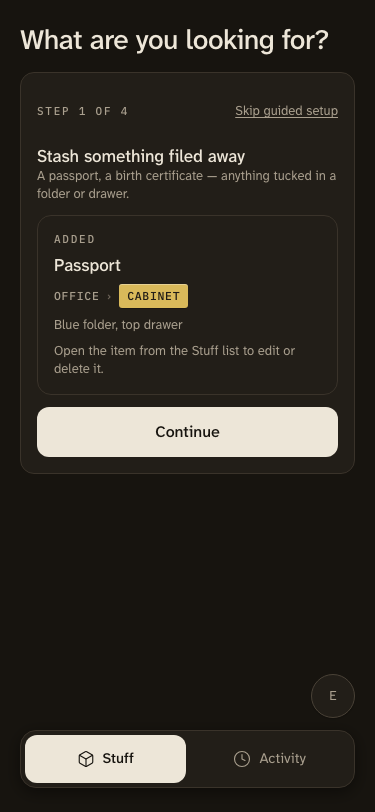 What are you looking for?
STEP 1 OF 4
Skip guided setup
Stash something filed away
A passport, a birth certificate — anything tucked in a
folder or drawer.
ADDED
Passport
OFFICE › CABINET
Blue folder, top drawer
Open the item from the Stuff list to edit or
delete it.
Continue
E
Stuff
Activity